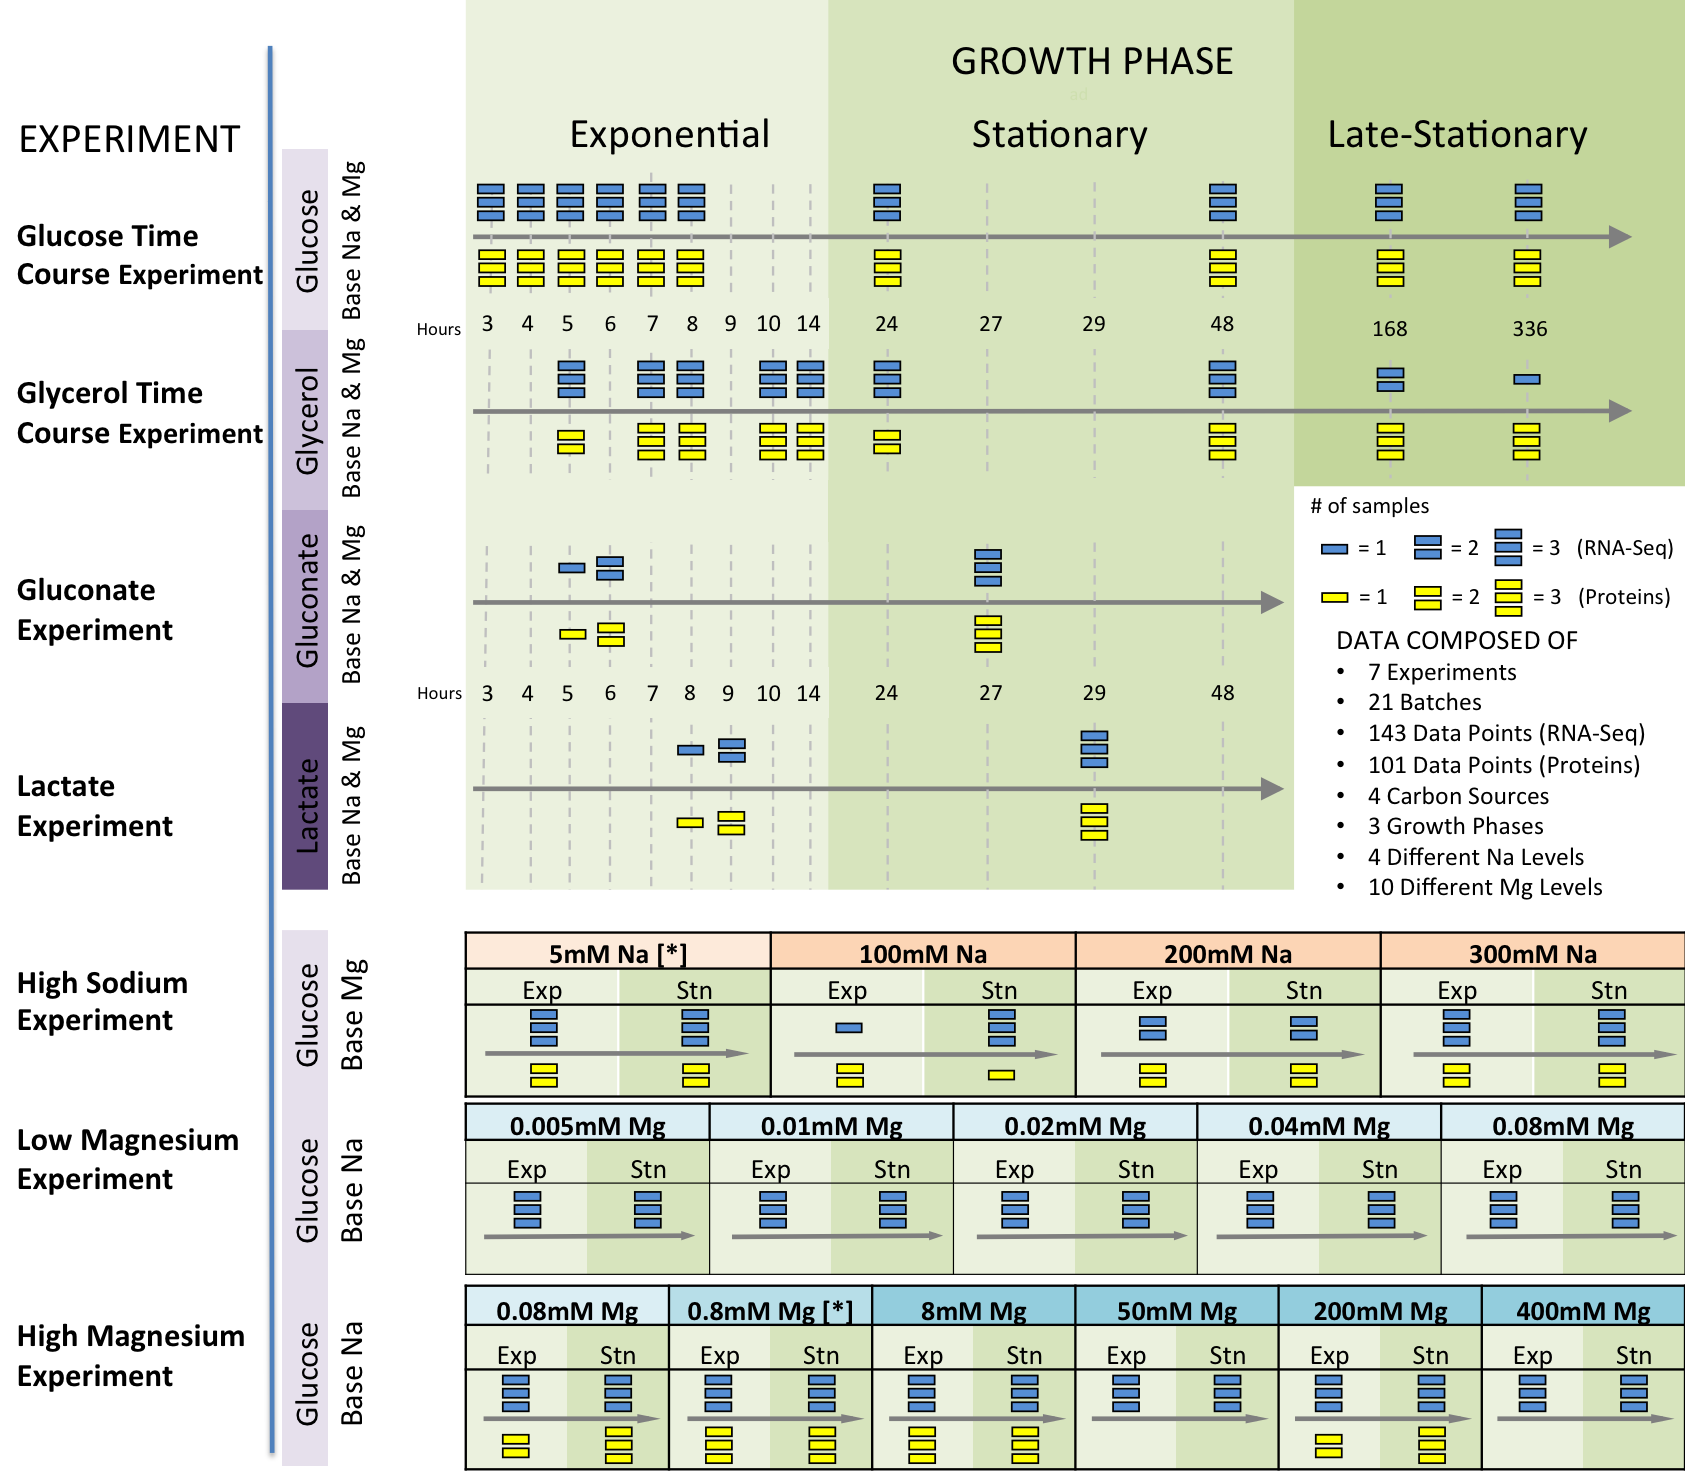 GROWTH PHASE
ad
EXPERIMENT
Exponential
Stationary
Late-Stationary
Glucose Time
Course Experiment
Glucose
Base Na & Mg
Hours 3 4 5 6 7 8 9 10 14 24 27 29 48 168 336
Glycerol Time
Course Experiment
Glycerol
Base Na & Mg
Gluconate
Experiment
Gluconate
Base Na & Mg
Hours 3 4 5 6 7 8 9 10 14 24 27 29 48
Lactate
Experiment
Lactate
Base Na & Mg
# of samples
= 1 = 2 = 3 (RNA-Seq)
= 1 = 2 = 3 (Proteins)
DATA COMPOSED OF
• 7 Experiments
• 21 Batches
• 143 Data Points (RNA-Seq)
• 101 Data Points (Proteins)
• 4 Carbon Sources
• 3 Growth Phases
• 4 Different Na Levels
• 10 Different Mg Levels
High Sodium
Experiment
Glucose
Base Mg
5mM Na [*] 100mM Na 200mM Na 300mM Na
Exp Stn Exp Stn Exp Stn Exp Stn
Low Magnesium
Experiment
Glucose
Base Na
0.005mM Mg 0.01mM Mg 0.02mM Mg 0.04mM Mg 0.08mM Mg
Exp Stn Exp Stn Exp Stn Exp Stn Exp Stn
High Magnesium
Experiment
Glucose
Base Na
0.08mM Mg 0.8mM Mg [*] 8mM Mg 50mM Mg 200mM Mg 400mM Mg
Exp Stn Exp Stn Exp Stn Exp Stn Exp Stn Exp Stn